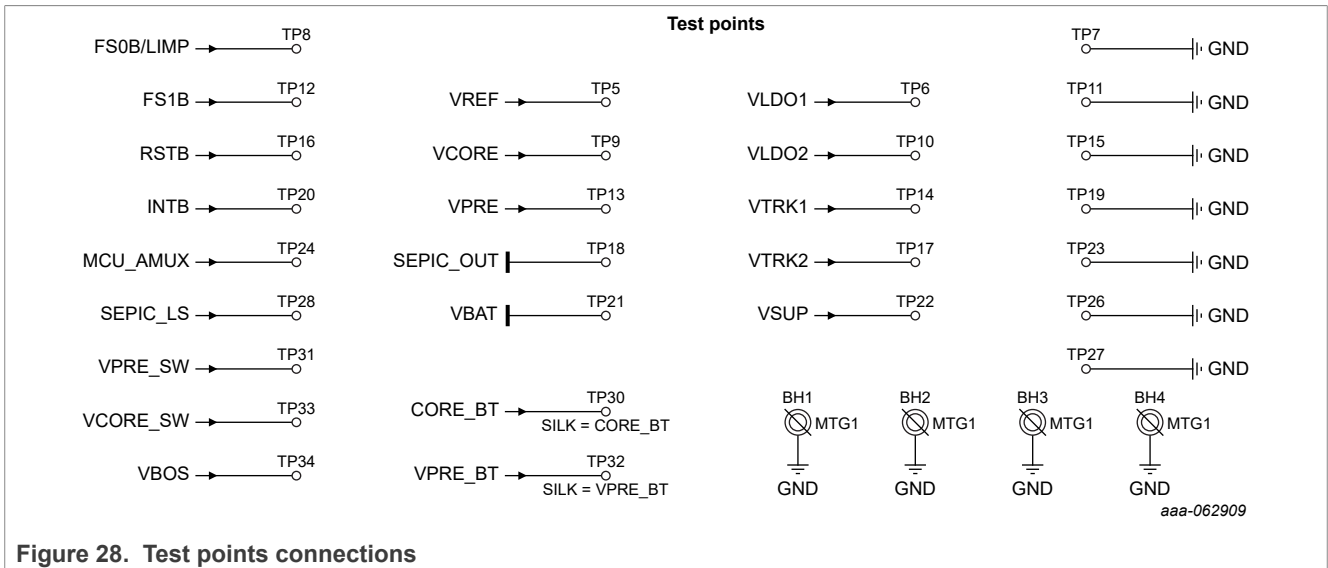 Test points
FS0B/LIMP TP8 TP7 GND
FS1B TP12 VREF TP5 VLDO1 TP6 TP11 GND
RSTB TP16 VCORE TP9 VLDO2 TP10 TP15 GND
INTB TP20 VPRE TP13 VTRK1 TP14 TP19 GND
MCU_AMUX TP24 SEPIC_OUT TP18 VTRK2 TP17 TP23 GND
SEPIC_LS TP28 VBAT TP21 VSUP TP22 TP26 GND
VPRE_SW TP31 TP27 GND
VCORE_SW TP33 CORE_BT TP30 BH1 BH2 BH3 BH4
SILK = CORE_BT MTG1 MTG1 MTG1 MTG1
VBOS TP34 VPRE_BT TP32
SILK = VPRE_BT GND GND GND GND
aaa-062909
Figure 28. Test points connections